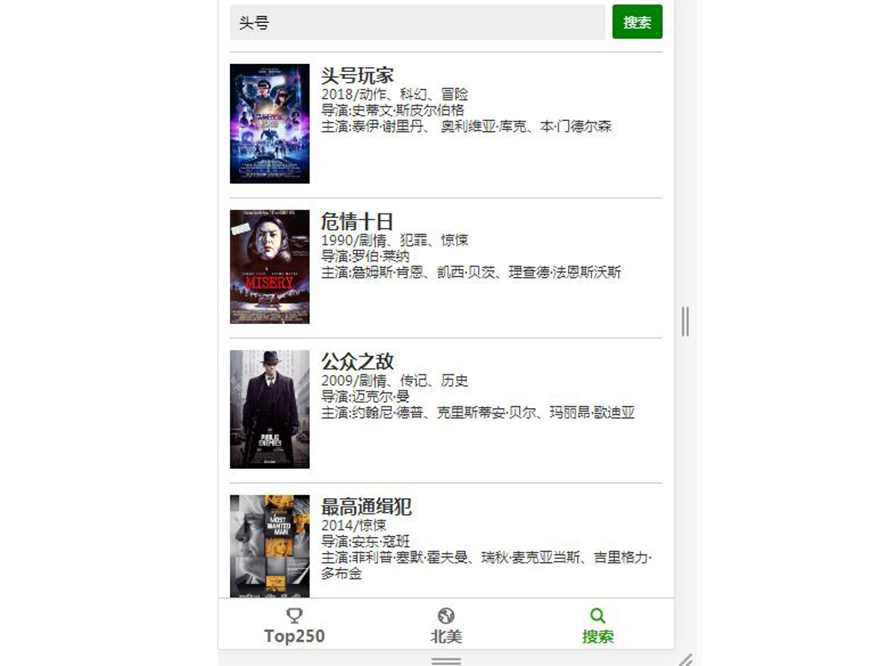 头号
搜索
头号玩家
2018/动作、科幻、冒险
导演:史蒂文·斯皮尔伯格
主演:泰伊·谢里丹、 奥利维亚·库克、本·门德尔森
危情十日
1990/剧情、犯罪、惊悚
导演:罗伯·莱纳
主演:詹姆斯·肯恩、凯西·贝茨、理查德·法恩斯沃斯
MISERY
公众之敌
2009/剧情、传记、历史
导演:迈克尔·曼
主演:约翰尼·德普、克里斯蒂安·贝尔、玛丽昂·歌迪亚
PUBLIC
ENEMIES
最高通缉犯
2014/惊悚
导演:安东·寇班
主演:菲利普·塞默·霍夫曼、瑞秋·麦克亚当斯、吉里格力·
多布金
A MOST
WANTED
MAN
Top250
北美
搜索